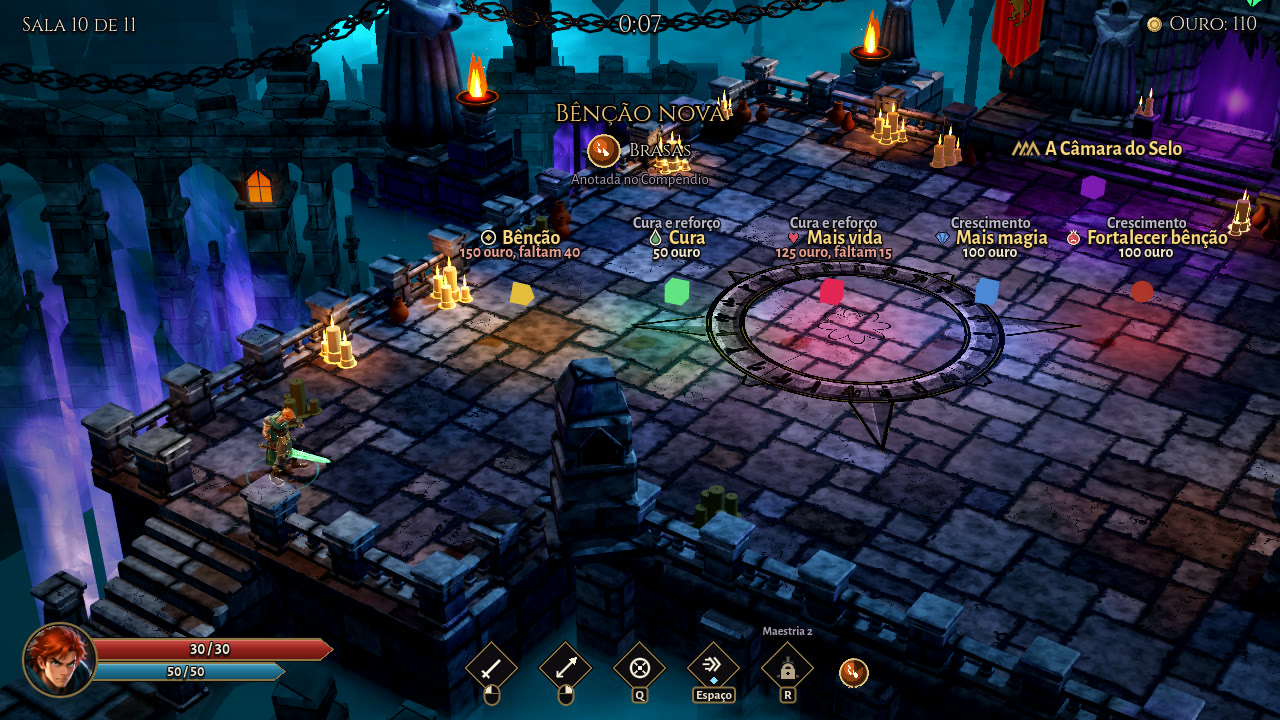 Sala 10 de 11
0:07
Ouro: 110
Bênção nova
Brasas
Anotada no Compêndio
A Câmara do Selo
Bênção
150 ouro, faltam 40
Cura e reforço
Cura
50 ouro
Cura e reforço
Mais vida
125 ouro, faltam 15
Crescimento
Mais magia
100 ouro
Crescimento
Fortalecer bênção
100 ouro
30/30
50/50
Maestria 2
Q
Espaço
R